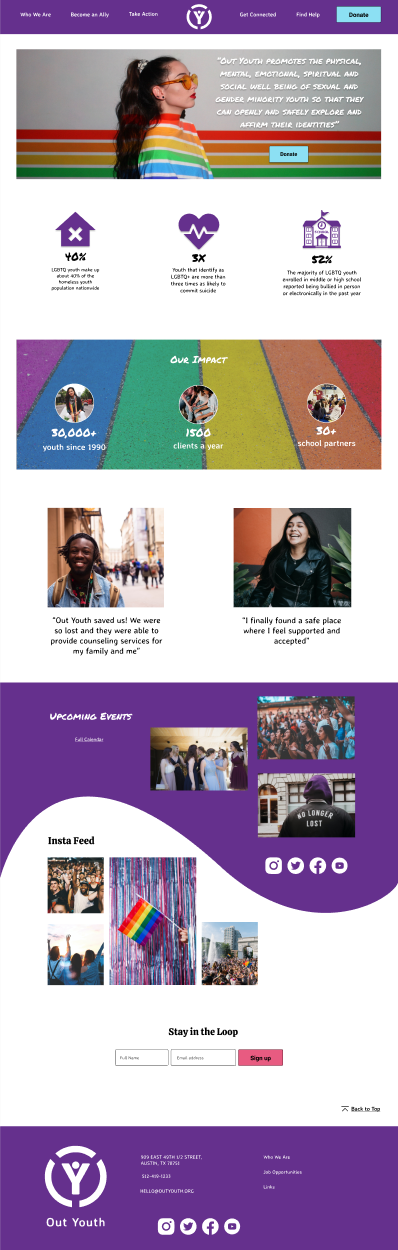 Who We Are
Become an Ally
Take Action
Get Connected
Find Help
Donate
"Out Youth promotes the physical,
mental, emotional, spiritual and
social well being of sexual and
gender minority youth so that they
can openly and safely explore and
affirm their identities"
Donate
40%
LGBTQ youth make up
about 40% of the
homeless youth
population nationwide
3X
Youth that identify as
LGBTQ+ are more than
three times as likely to
commit suicide
SCHOOL
52%
The majority of LGBTQ youth
enrolled in middle or high school
reported being bullied in person
or electronically in the past year
Our Impact
30,000+
youth since 1990
1500
clients a year
30+
school partners
"Out Youth saved us! We were
so lost and they were able to
provide counseling services for
my family and me"
"I finally found a safe place
where I feel supported and
accepted"
Upcoming Events
Full Calendar
NO LONGER
LOST
Insta Feed
Stay in the Loop
Full Name
Email address
Sign up
Back to Top
909 EAST 49TH 1/2 STREET,
AUSTIN, TX 78751
512-419-1233
HELLO@OUTYOUTH.ORG
Who We Are
Job Opportunities
Links
Out Youth